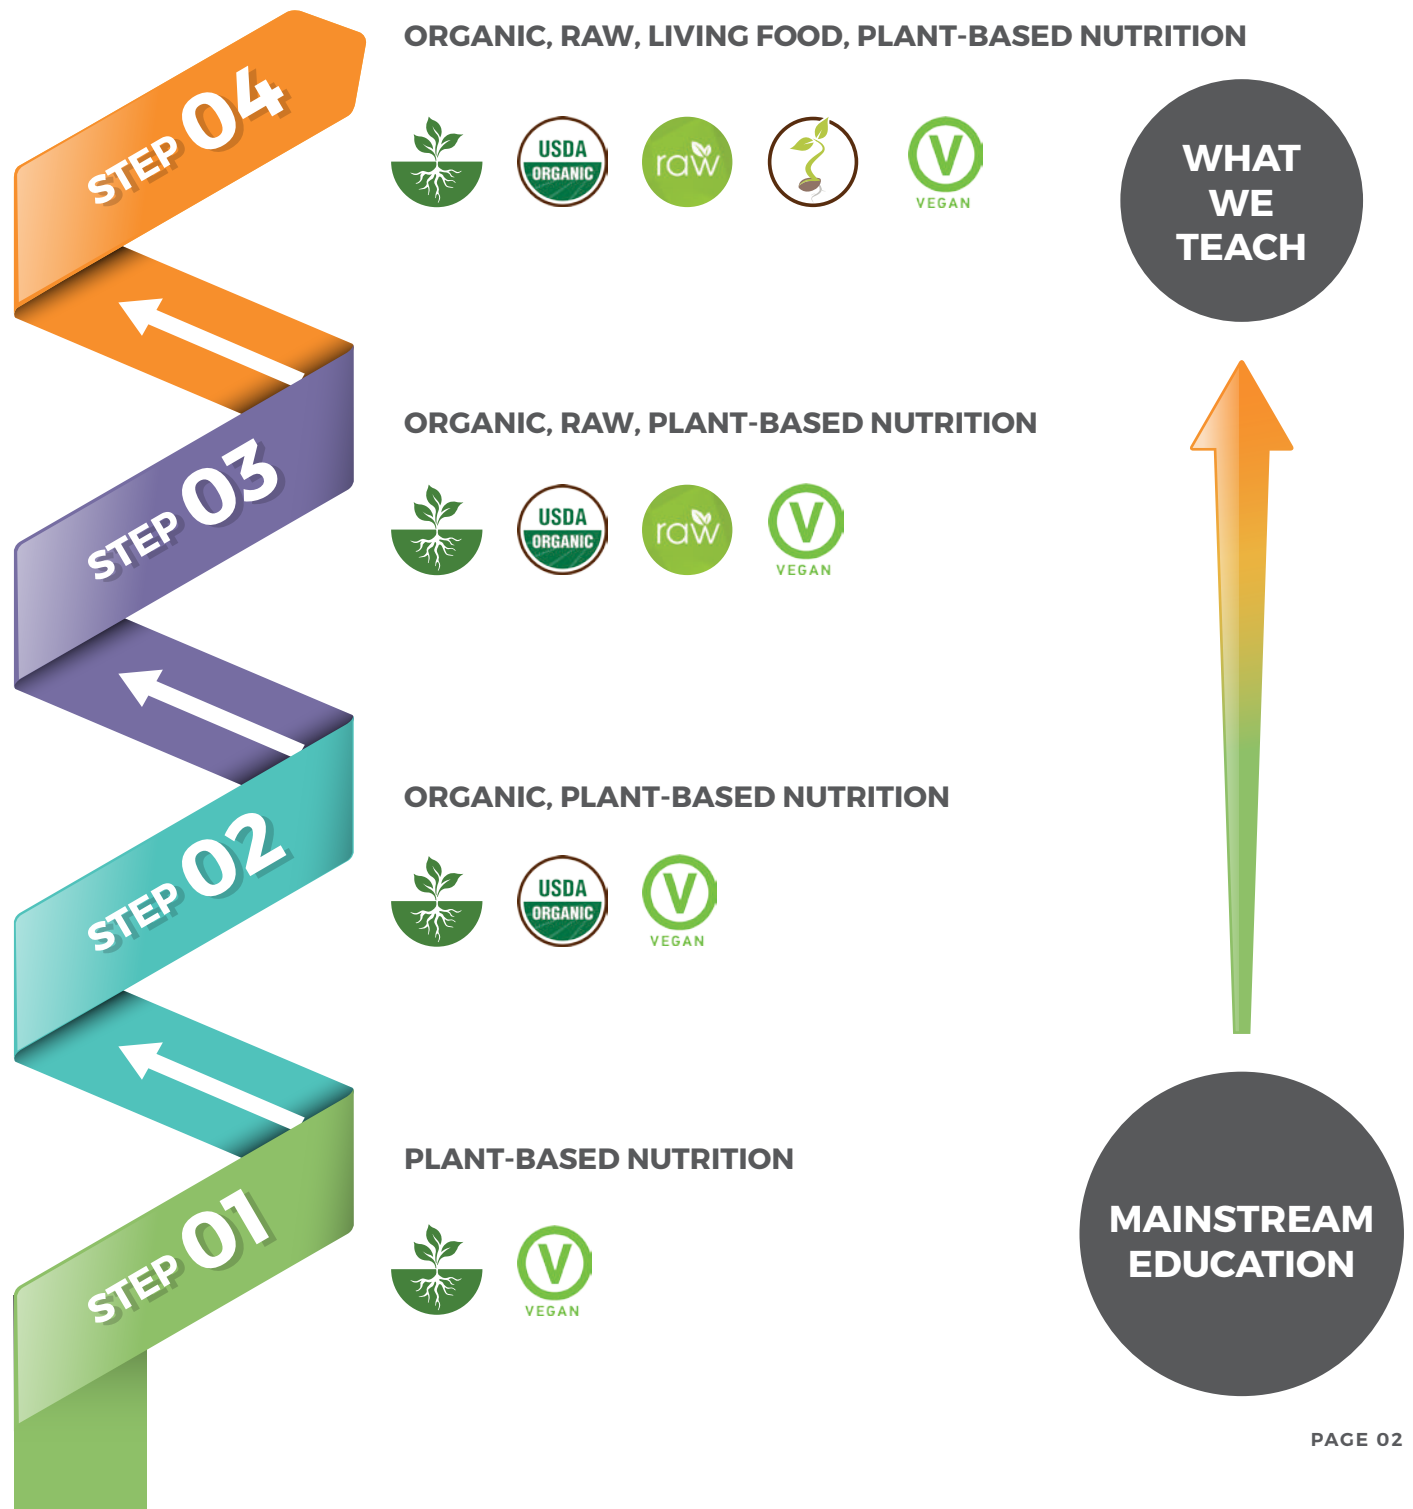 ORGANIC, RAW, LIVING FOOD, PLANT-BASED NUTRITION
STEP 04
USDA
ORGANIC
raw
V
VEGAN
WHAT
WE
TEACH
ORGANIC, RAW, PLANT-BASED NUTRITION
STEP 03
USDA
ORGANIC
raw
V
VEGAN
ORGANIC, PLANT-BASED NUTRITION
STEP 02
USDA
ORGANIC
V
VEGAN
PLANT-BASED NUTRITION
STEP 01
V
VEGAN
MAINSTREAM
EDUCATION
PAGE 02